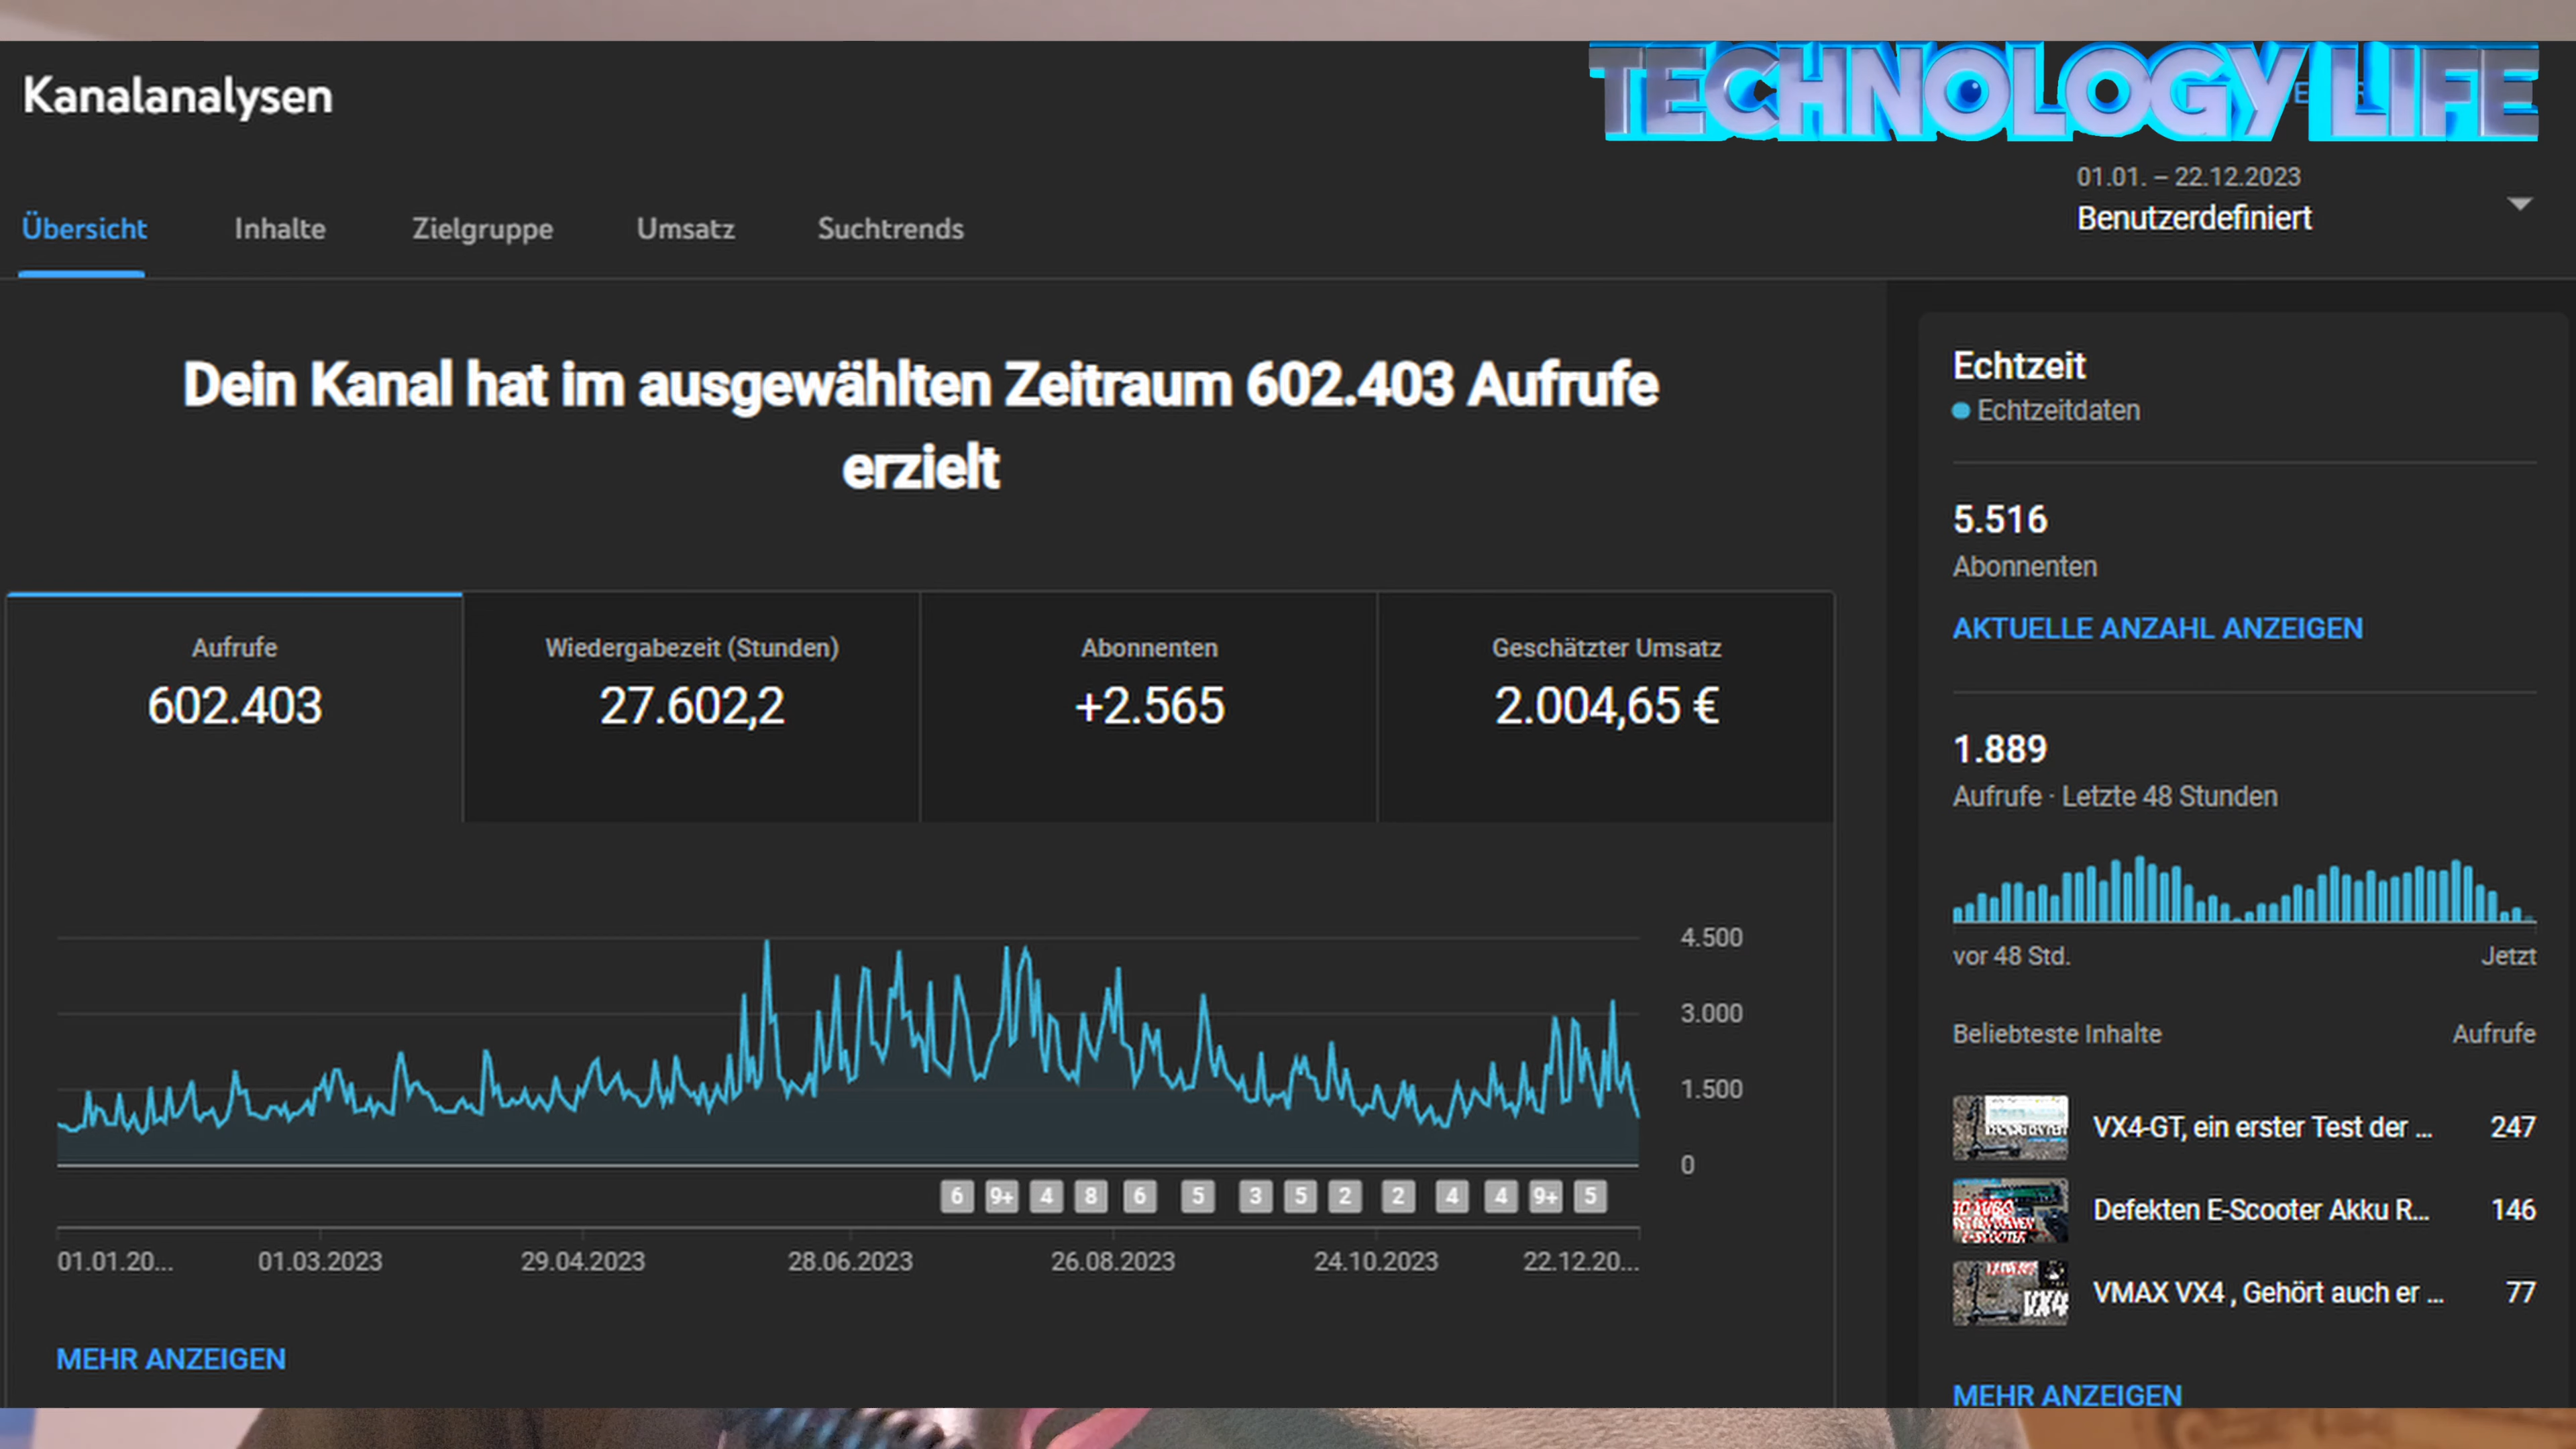 Kanalanalysen
TECHNOLOGY LIFE
01.01. – 22.12.2023
Benutzerdefiniert
Übersicht
Inhalte
Zielgruppe
Umsatz
Suchtrends
Dein Kanal hat im ausgewählten Zeitraum 602.403 Aufrufe
erzielt
Aufrufe
602.403
Wiedergabezeit (Stunden)
27.602,2
Abonnenten
+2.565
Geschätzter Umsatz
2.004,65 €
4.500
3.000
1.500
0
6 9+ 4 8 6 5 3 5 2 2 4 4 9+ 5
01.01.20... 01.03.2023 29.04.2023 28.06.2023 26.08.2023 24.10.2023 22.12.20...
MEHR ANZEIGEN
Echtzeit
Echtzeitdaten
5.516
Abonnenten
AKTUELLE ANZAHL ANZEIGEN
1.889
Aufrufe · Letzte 48 Stunden
vor 48 Std. Jetzt
Beliebteste Inhalte Aufrufe
VX4-GT, ein erster Test der ... 247
Defekten E-Scooter Akku R... 146
VMAX VX4 , Gehört auch er ... 77
VX4
E-SCOOTER
MEHR ANZEIGEN